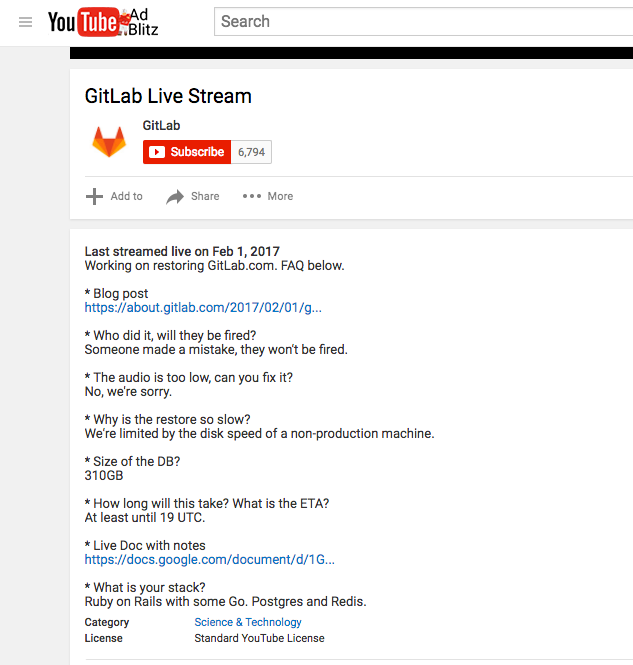 YouTube Ad
Blitz
Search
GitLab Live Stream
GitLab
Subscribe 6,794
Add to Share More
Last streamed live on Feb 1, 2017
Working on restoring GitLab.com. FAQ below.
* Blog post
https://about.gitlab.com/2017/02/01/g...
* Who did it, will they be fired?
Someone made a mistake, they won't be fired.
* The audio is too low, can you fix it?
No, we're sorry.
* Why is the restore so slow?
We're limited by the disk speed of a non-production machine.
* Size of the DB?
310GB
* How long will this take? What is the ETA?
At least until 19 UTC.
* Live Doc with notes
https://docs.google.com/document/d/1G...
* What is your stack?
Ruby on Rails with some Go. Postgres and Redis.
Category Science & Technology
License Standard YouTube License